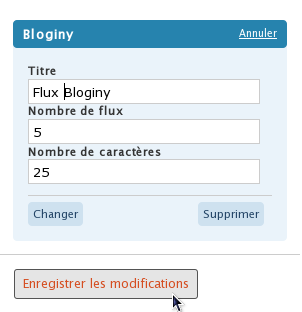 Bloginy Annuler
Titre
Flux Bloginy
Nombre de flux
5
Nombre de caractères
25
Changer Supprimer
Enregistrer les modifications